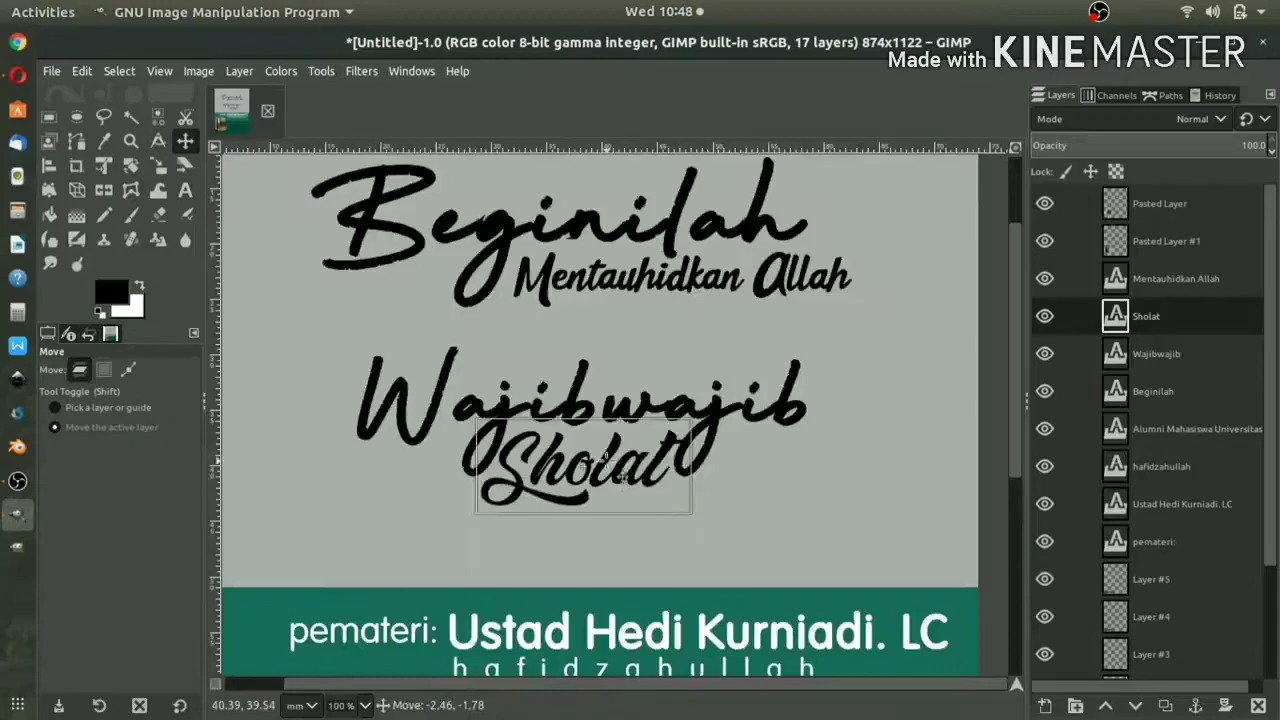 Activities GNU Image Manipulation Program Wed 10:48
*[Untitled]-1.0 (RGB color 8-bit gamma integer, GIMP built-in sRGB, 17 layers) 874x1122 – GIMP
Made with KINEMASTER
File Edit Select View Image Layer Colors Tools Filters Windows Help
Layers Channels Paths History
Mode Normal
Opacity 100.0
Lock:
Beginilah
Mentauhidkan Allah
Wajibwajib
Sholat
pemateri: Ustad Hedi Kurniadi. LC
hafidzahullah
Move
Move:
Tool Toggle (Shift)
Pick a layer or guide
Move the active layer
Pasted Layer
Pasted Layer #1
Mentauhidkan Allah
Sholat
Wajibwajib
Beginilah
Alumni Mahasiswa Universitas
hafidzahullah
Ustad Hedi Kurniadi. LC
pemateri:
Layer #5
Layer #4
Layer #3
40.39, 39.54 mm 100 % Move: -2.46, -1.78